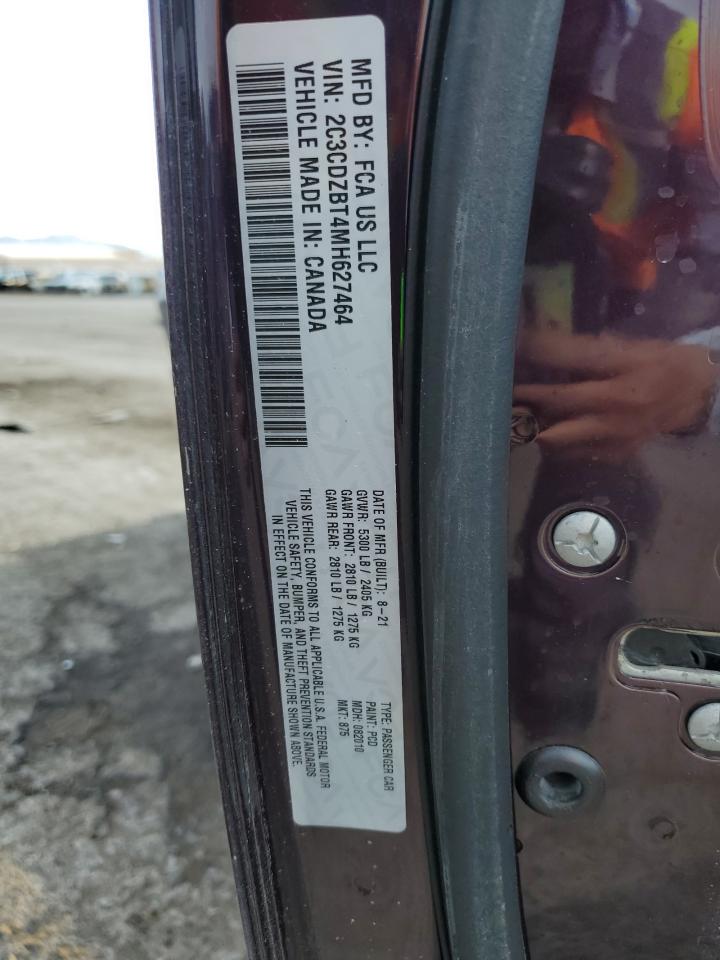 MFD BY: FCA US LLC
VIN: 2C3CDZBT4MH627464
VEHICLE MADE IN: CANADA
DATE OF MFR (BUILT): 8-21
GVWR: 5300 LB / 2405 KG
GAWR FRONT: 2810 LB / 1275 KG
GAWR REAR: 2810 LB / 1275 KG
THIS VEHICLE CONFORMS TO ALL APPLICABLE U.S.A. FEDERAL MOTOR
VEHICLE SAFETY, BUMPER, AND THEFT PREVENTION STANDARDS
IN EFFECT ON THE DATE OF MANUFACTURE SHOWN ABOVE.
TYPE: PASSENGER CAR
PAINT: PCD
MDH: 082010
MKT: 875